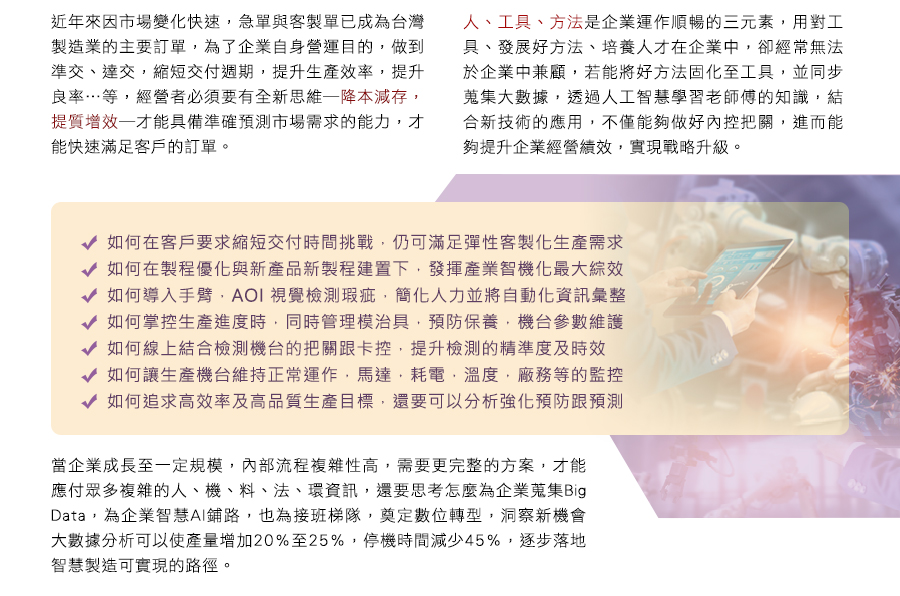 近年來因市場變化快速，急單與客製單已成為台灣
製造業的主要訂單，為了企業自身營運目的，做到
準交、達交，縮短交付週期，提升生產效率，提升
良率⋯等，經營者必須要有全新思維—降本減存，
提質增效—才能具備準確預測市場需求的能力，才
能快速滿足客戶的訂單。
人、工具、方法是企業運作順暢的三元素，用對工
具、發展好方法、培養人才在企業中，卻經常無法
於企業中兼顧，若能將好方法固化至工具，並同步
蒐集大數據，透過人工智慧學習老師傅的知識，結
合新技術的應用，不僅能夠做好內控把關，進而能
夠提升企業經營績效，實現戰略升級。
如何在客戶要求縮短交付時間挑戰，仍可滿足彈性客製化生產需求
如何在製程優化與新產品新製程建置下，發揮產業智機化最大綜效
如何導入手臂，AOI 視覺檢測瑕疵，簡化人力並將自動化資訊彙整
如何掌控生產進度時，同時管理模治具，預防保養，機台參數維護
如何線上結合檢測機台的把關跟卡控，提升檢測的精準度及時效
如何讓生產機台維持正常運作，馬達，耗電，溫度，廠務等的監控
如何追求高效率及高品質生產目標，還要可以分析強化預防跟預測
當企業成長至一定規模，內部流程複雜性高，需要更完整的方案，才能
應付眾多複雜的人、機、料、法、環資訊，還要思考怎麼為企業蒐集Big
Data，為企業智慧AI鋪路，也為接班梯隊，奠定數位轉型，洞察新機會
大數據分析可以使產量增加20%至25%，停機時間減少45%，逐步落地
智慧製造可實現的路徑。